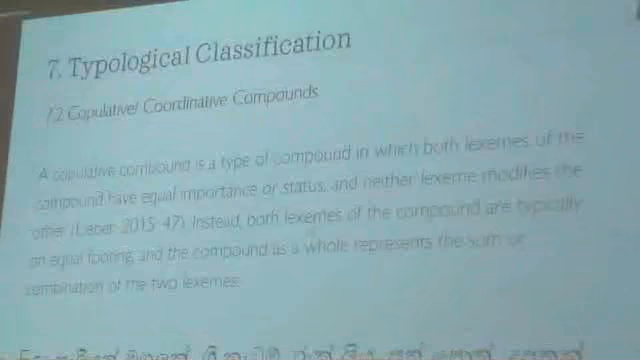 7. Typological Classification
7.2 Copulative/ Coordinative Compounds
A copulative compound is a type of compound in which both lexemes of the
compound have equal importance or status, and neither lexeme modifies the
other (Lieber 2015: 47). Instead, both lexemes of the compound are typically
on equal footing, and the compound as a whole represents the sum or
combination of the two lexemes.